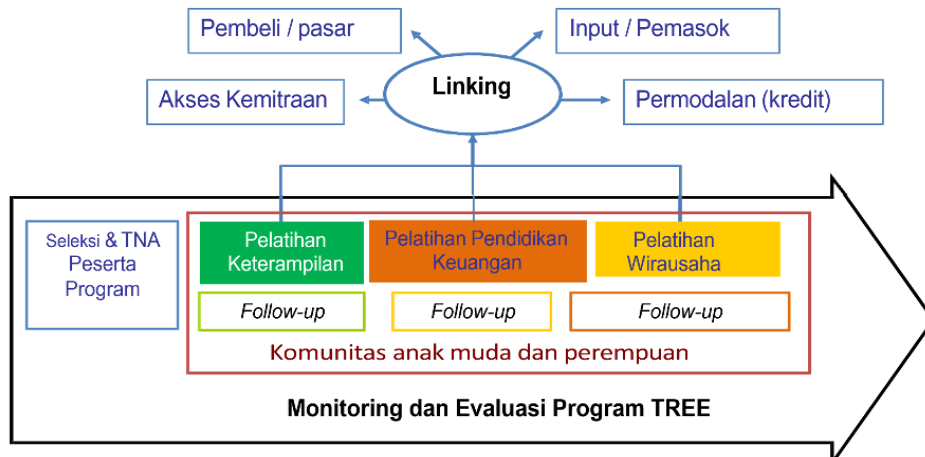 Pembeli / pasar
Input / Pemasok
Linking
Akses Kemitraan
Permodalan (kredit)
Seleksi & TNA
Peserta
Program
Pelatihan
Keterampilan
Pelatihan Pendidikan
Keuangan
Pelatihan
Wirausaha
Follow-up
Follow-up
Follow-up
Komunitas anak muda dan perempuan
Monitoring dan Evaluasi Program TREE